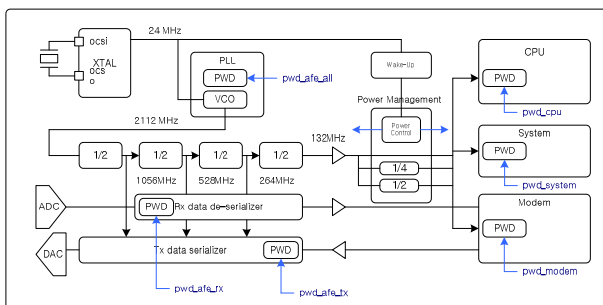 24 MHz
ocsi
XTAL
ocs
o
PLL
PWD
pwd_afe_all
VCO
Wake-Up
Power Management
Power
Control
CPU
PWD
pwd_cpu
2112 MHz
132MHz
1/2
1/2
1/2
1/2
1056MHz
528MHz
264MHz
1/4
1/2
System
PWD
pwd_system
ADC
PWD
Rx data de-serializer
Modem
PWD
pwd_modem
DAC
Tx data serializer
PWD
pwd_afe_rx
pwd_afe_tx